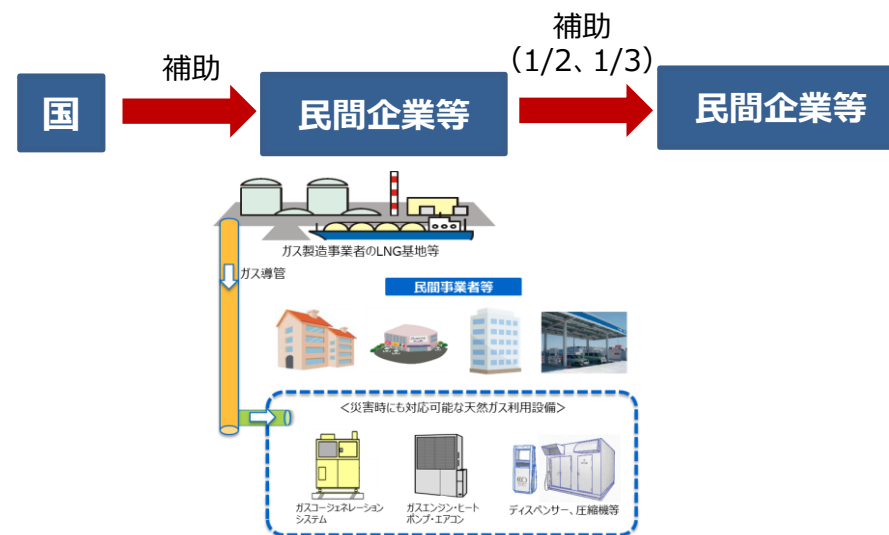 国
補助
民間企業等
補助
（1/2、1/3）
民間企業等
ガス製造事業者のLNG基地等
ガス導管
民間事業者等
＜災害時にも対応可能な天然ガス利用設備＞
ガスコージェネレーション
システム
ガスエンジン・ヒート
ポンプ・エアコン
ディスペンサー、圧縮機等